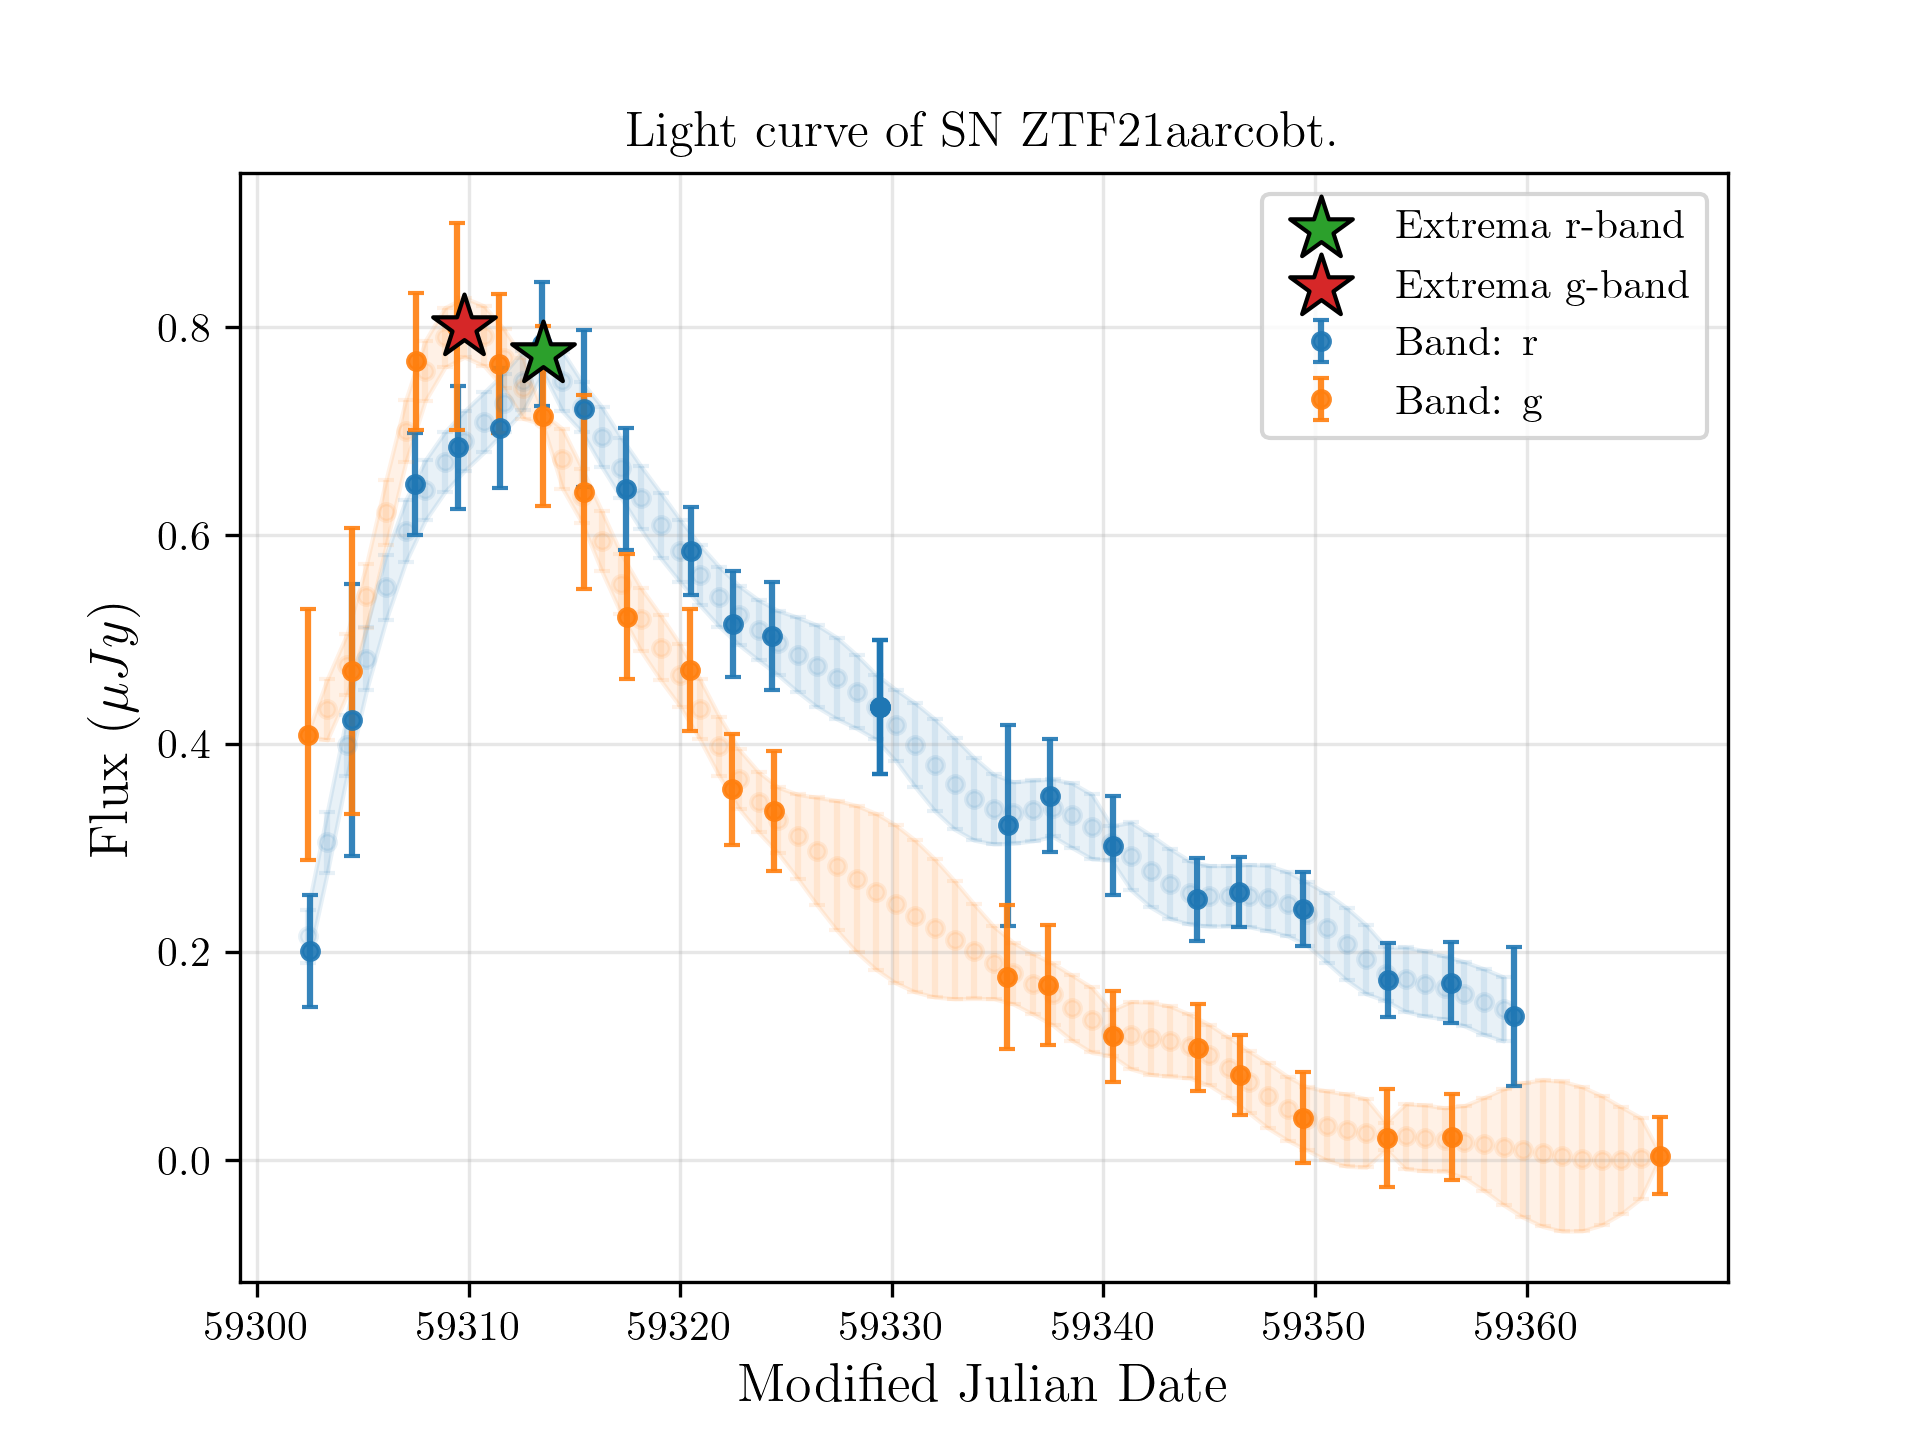 Light curve of SN ZTF21aarcobt.
Extrema r-band
Extrema g-band
Band: r
Band: g
Flux (μJy)
0.8
0.6
0.4
0.2
0.0
59300 59310 59320 59330 59340 59350 59360
Modified Julian Date